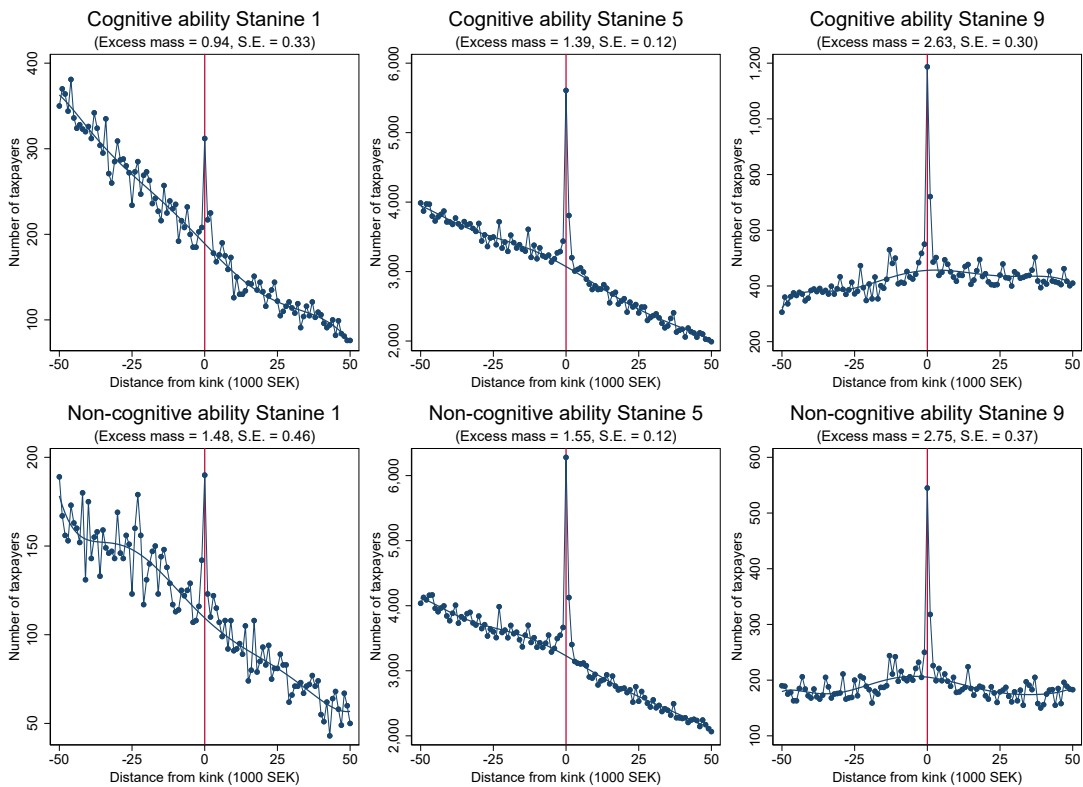 Cognitive ability Stanine 1
(Excess mass = 0.94, S.E. = 0.33)
Number of taxpayers
400
300
200
100
-50 -25 0 25 50
Distance from kink (1000 SEK)
Cognitive ability Stanine 5
(Excess mass = 1.39, S.E. = 0.12)
Number of taxpayers
6,000
5,000
4,000
3,000
2,000
-50 -25 0 25 50
Distance from kink (1000 SEK)
Cognitive ability Stanine 9
(Excess mass = 2.63, S.E. = 0.30)
Number of taxpayers
1,200
1,000
800
600
400
200
-50 -25 0 25 50
Distance from kink (1000 SEK)
Non-cognitive ability Stanine 1
(Excess mass = 1.48, S.E. = 0.46)
Number of taxpayers
200
150
100
50
-50 -25 0 25 50
Distance from kink (1000 SEK)
Non-cognitive ability Stanine 5
(Excess mass = 1.55, S.E. = 0.12)
Number of taxpayers
6,000
5,000
4,000
3,000
2,000
-50 -25 0 25 50
Distance from kink (1000 SEK)
Non-cognitive ability Stanine 9
(Excess mass = 2.75, S.E. = 0.37)
Number of taxpayers
600
500
400
300
200
100
-50 -25 0 25 50
Distance from kink (1000 SEK)